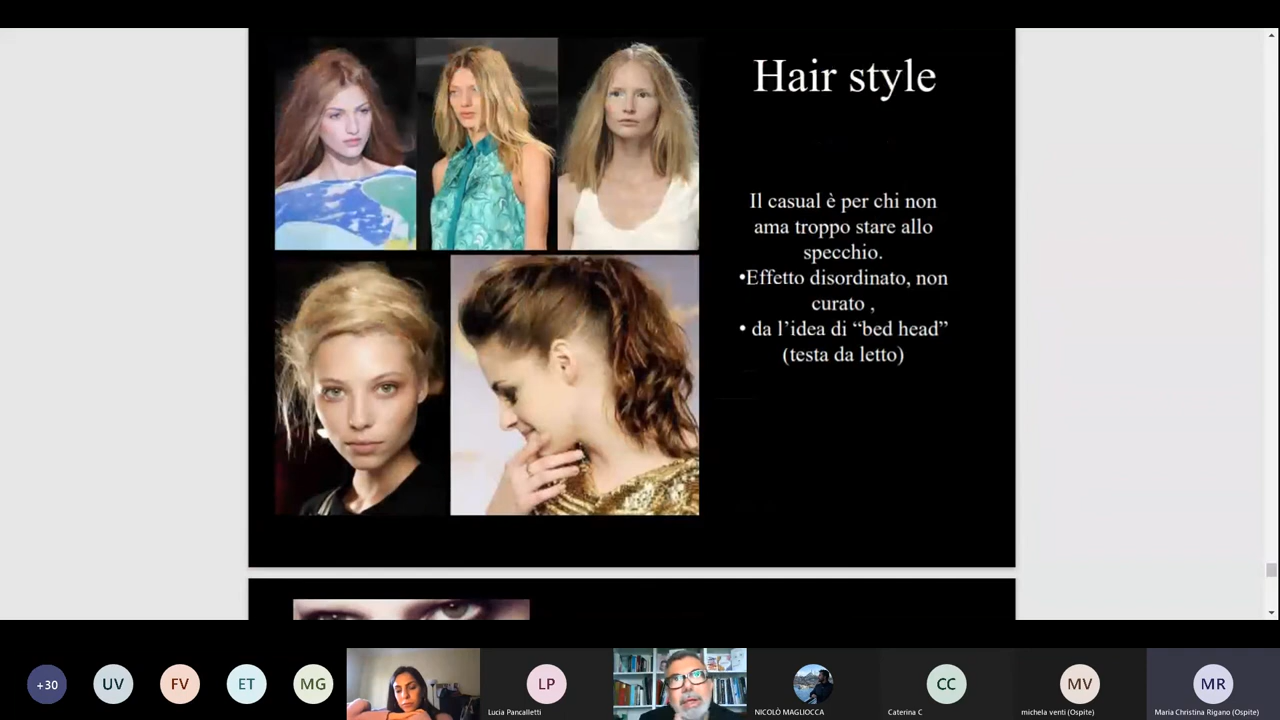 Hair style
Il casual è per chi non
ama troppo stare allo
specchio.
•Effetto disordinato, non
curato ,
• da l’idea di “bed head”
(testa da letto)
+30
UV
FV
ET
MG
LP
CC
MV
MR
Lucia Pancalletti
NICOLÒ MAGLIOCCA
Caterina C
michela venti (Ospite)
Maria Christina Rigano (Ospite)